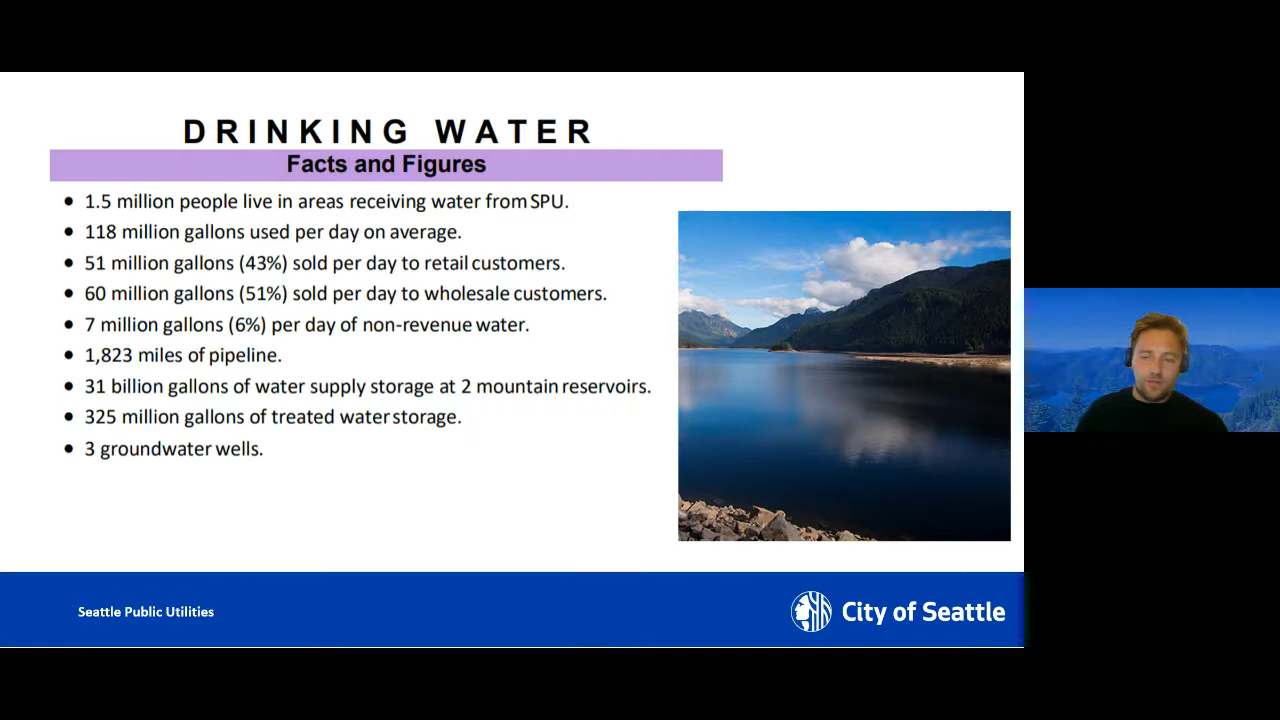 DRINKING WATER
Facts and Figures
• 1.5 million people live in areas receiving water from SPU.
• 118 million gallons used per day on average.
• 51 million gallons (43%) sold per day to retail customers.
• 60 million gallons (51%) sold per day to wholesale customers.
• 7 million gallons (6%) per day of non-revenue water.
• 1,823 miles of pipeline.
• 31 billion gallons of water supply storage at 2 mountain reservoirs.
• 325 million gallons of treated water storage.
• 3 groundwater wells.
Seattle Public Utilities
City of Seattle